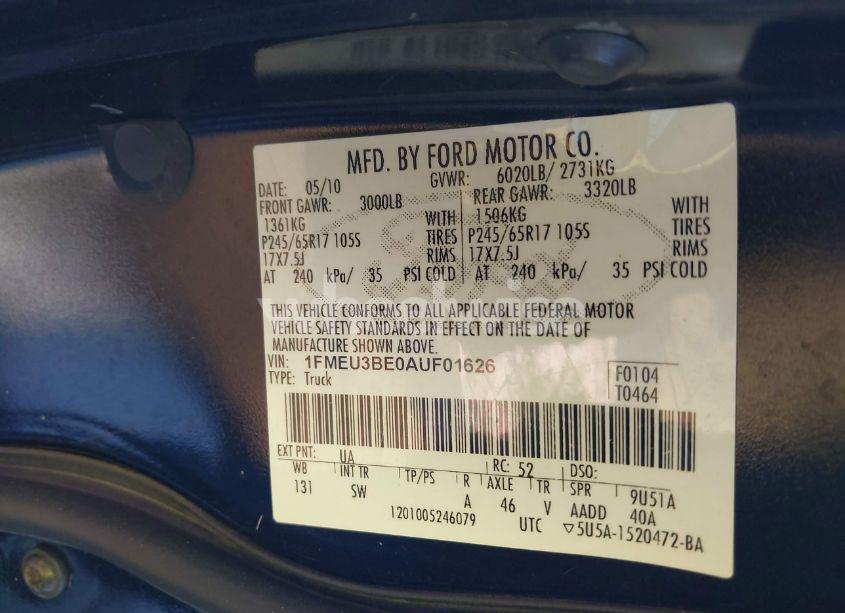 MFD. BY FORD MOTOR CO.
DATE: 05/10 GVWR: 6020LB/ 2731KG
FRONT GAWR: 3000LB REAR GAWR: 3320LB
1361KG WITH 1506KG WITH
P245/65R17 105S TIRES P245/65R17 105S TIRES
17X7.5J RIMS 17X7.5J RIMS
AT 240 kPa/ 35 PSI COLD AT 240 kPa/ 35 PSI COLD
THIS VEHICLE CONFORMS TO ALL APPLICABLE FEDERAL MOTOR
VEHICLE SAFETY STANDARDS IN EFFECT ON THE DATE OF
MANUFACTURE SHOWN ABOVE.
VIN: 1FMEU3BE0AUF01626
TYPE: Truck
F0104
T0464
EXT PNT: UA RC: 52 DSO:
WB INT TR TP/PS R AXLE TR SPR 9U51A
131 SW A 46 V AADD 40A
1201005246079 UTC ▽5U5A-1520472-BA